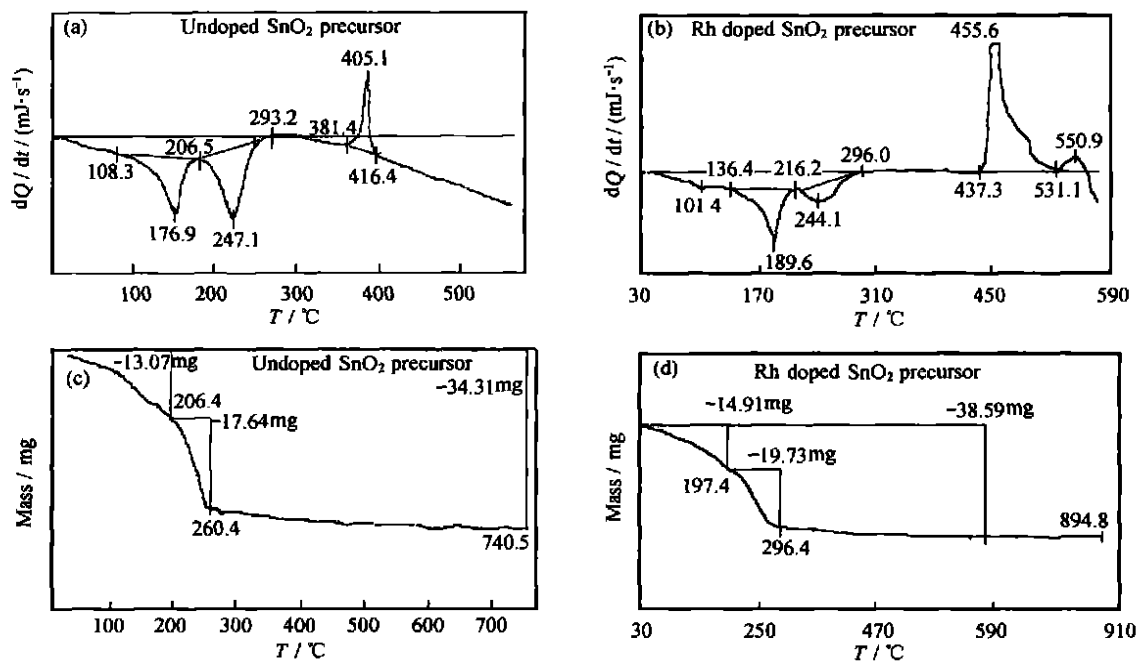 (a)
Undoped SnO₂ precursor
405.1
293.2
381.4
206.5
108.3
416.4
176.9
247.1
dQ / dt / (mJ·s⁻¹)
100 200 300 400 500
T / ℃
(b)
Rh doped SnO₂ precursor
455.6
550.9
136.4
216.2
296.0
101.4
244.1
437.3
531.1
189.6
dQ / dt / (mJ·s⁻¹)
30 170 310 450 590
T / ℃
(c)
Undoped SnO₂ precursor
-13.07mg
-34.31mg
206.4
-17.64mg
260.4
740.5
Mass / mg
100 200 300 400 500 600 700
T / ℃
(d)
Rh doped SnO₂ precursor
-14.91mg
-38.59mg
-19.73mg
197.4
296.4
894.8
Mass / mg
30 250 470 590 910
T / ℃